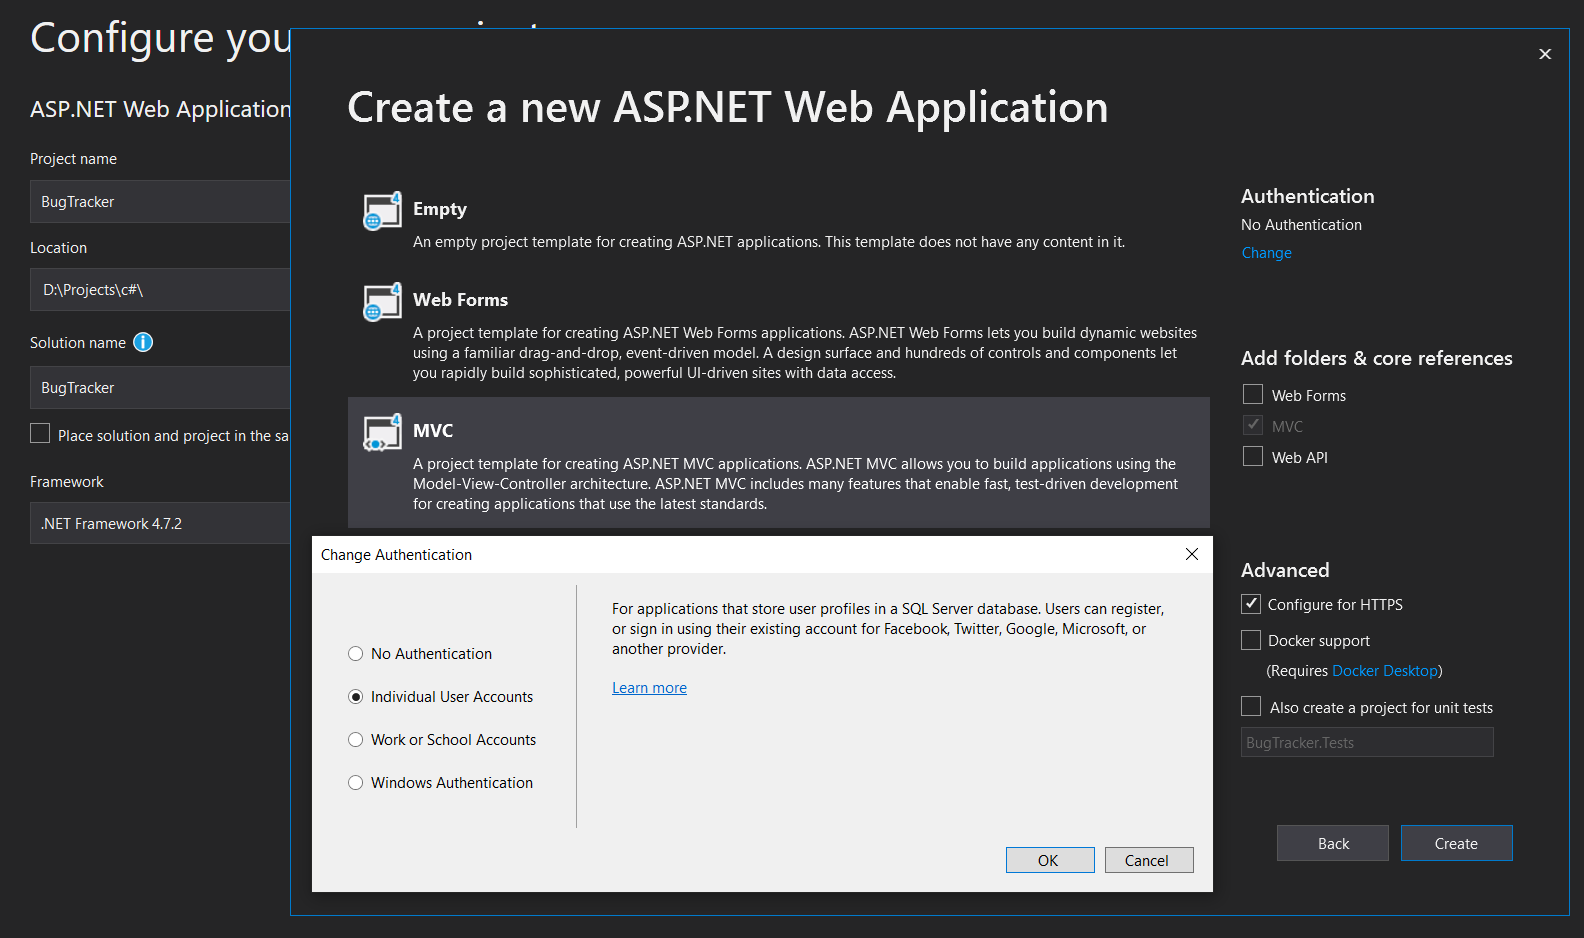 Configure you
ASP.NET Web Application
Project name
BugTracker
Location
D:\Projects\c#\
Solution name
BugTracker
Place solution and project in the sa
Framework
.NET Framework 4.7.2
Create a new ASP.NET Web Application
Empty
An empty project template for creating ASP.NET applications. This template does not have any content in it.
Web Forms
A project template for creating ASP.NET Web Forms applications. ASP.NET Web Forms lets you build dynamic websites
using a familiar drag-and-drop, event-driven model. A design surface and hundreds of controls and components let
you rapidly build sophisticated, powerful UI-driven sites with data access.
MVC
A project template for creating ASP.NET MVC applications. ASP.NET MVC allows you to build applications using the
Model-View-Controller architecture. ASP.NET MVC includes many features that enable fast, test-driven development
for creating applications that use the latest standards.
Authentication
No Authentication
Change
Add folders & core references
Web Forms
MVC
Web API
Advanced
Configure for HTTPS
Docker support
(Requires Docker Desktop)
Also create a project for unit tests
BugTracker.Tests
Back
Create
Change Authentication
No Authentication
Individual User Accounts
Work or School Accounts
Windows Authentication
For applications that store user profiles in a SQL Server database. Users can register,
or sign in using their existing account for Facebook, Twitter, Google, Microsoft, or
another provider.
Learn more
OK
Cancel